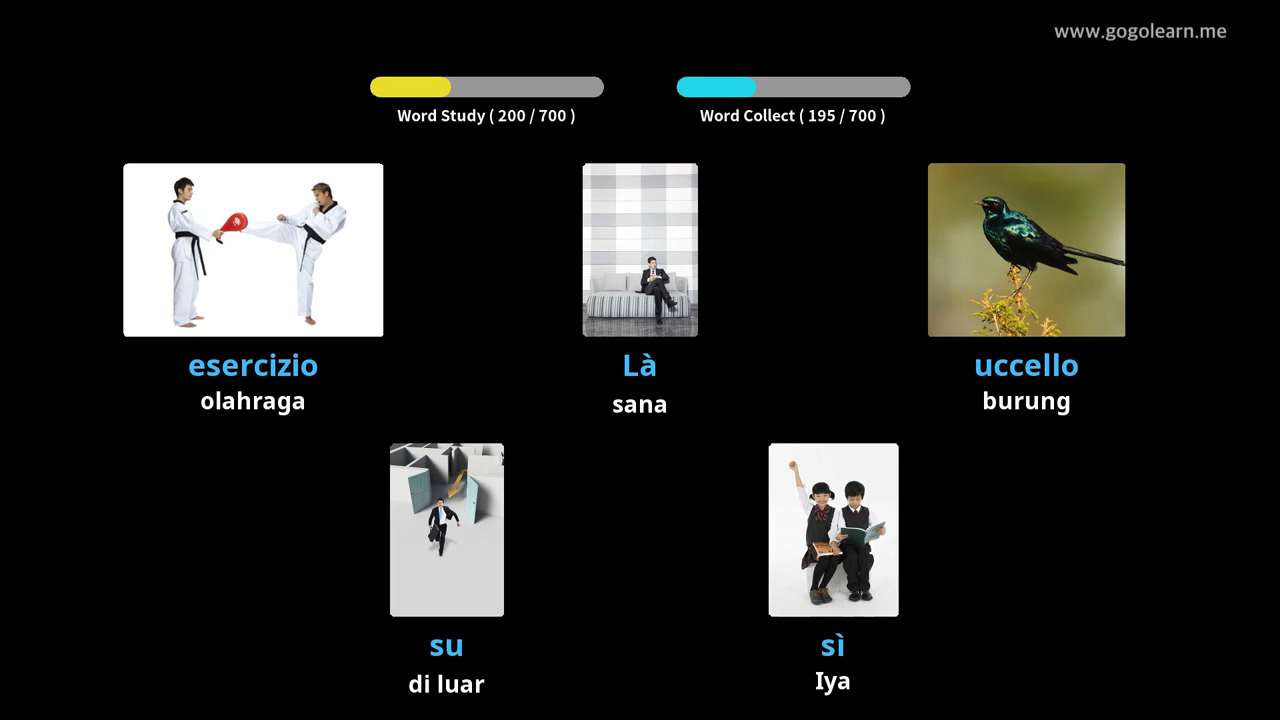 www.gogolearn.me
Word Study ( 200 / 700 )
Word Collect ( 195 / 700 )
esercizio
olahraga
Là
sana
uccello
burung
su
di luar
sì
Iya